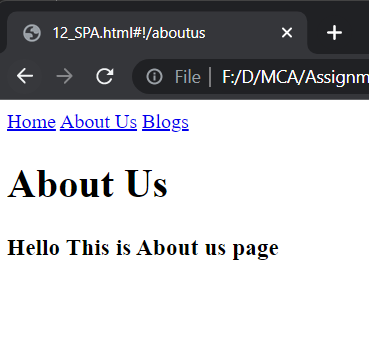 12_SPA.html#!/aboutus
File | F:/D/MCA/Assignm
Home About Us Blogs
About Us
Hello This is About us page